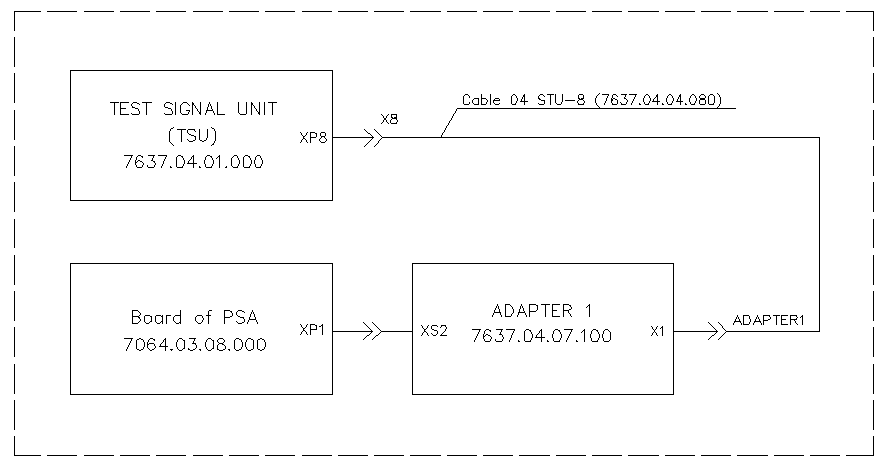 Cable 04 STU-8 (7637.04.04.080)
TEST SIGNAL UNIT
(TSU)
7637.04.01.000
XP8
X8
Board of PSA
7064.03.08.000
XP1
XS2
ADAPTER 1
7637.04.07.100
X1
ADAPTER1